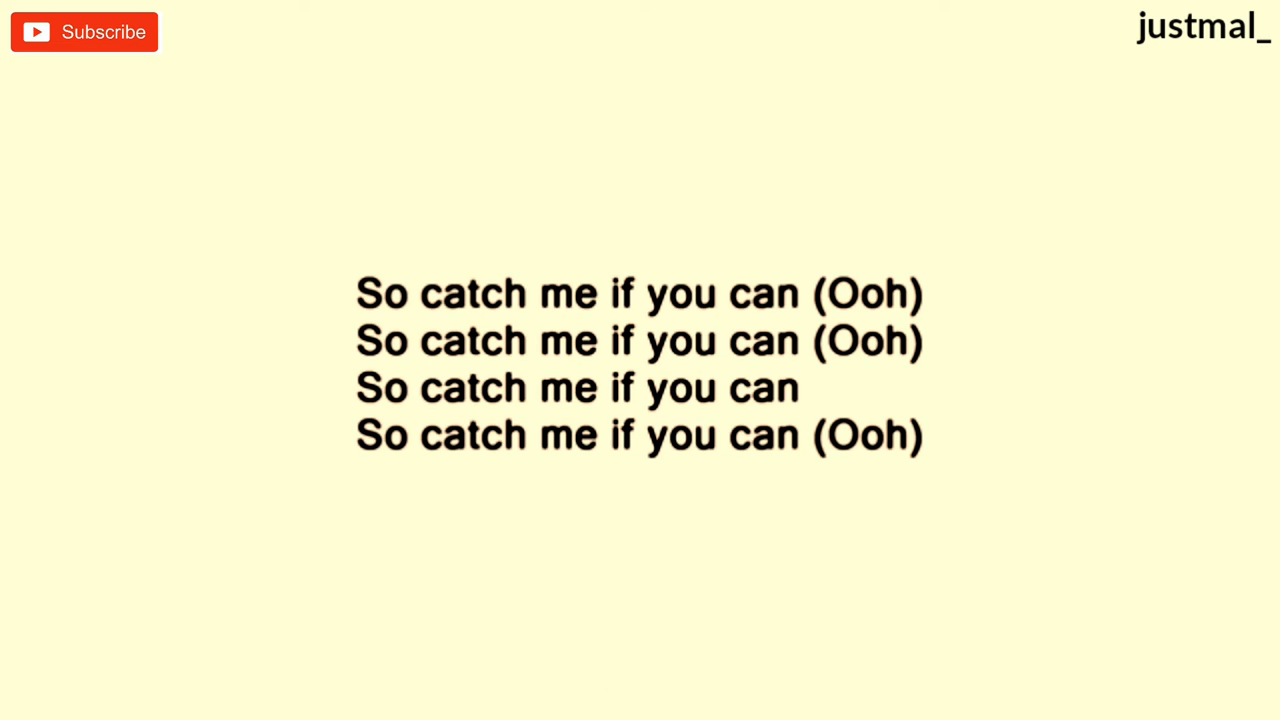 Subscribe
justmal_
So catch me if you can (Ooh)
So catch me if you can (Ooh)
So catch me if you can
So catch me if you can (Ooh)